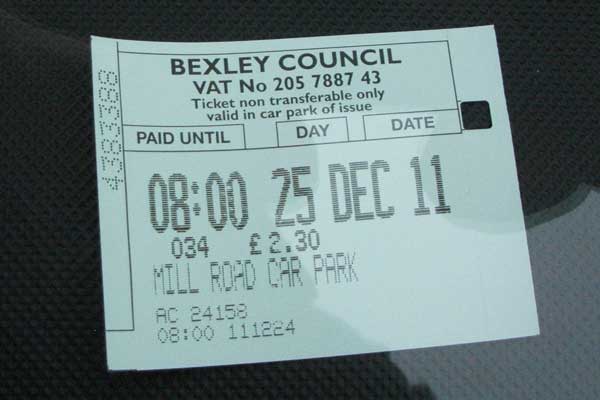 BEXLEY COUNCIL
VAT No 205 7887 43
Ticket non transferable only
valid in car park of issue
PAID UNTIL DAY DATE
08:00 25 DEC 11
034 £2.30
MILL ROAD CAR PARK
AC 24158
08:00 111224
4383388